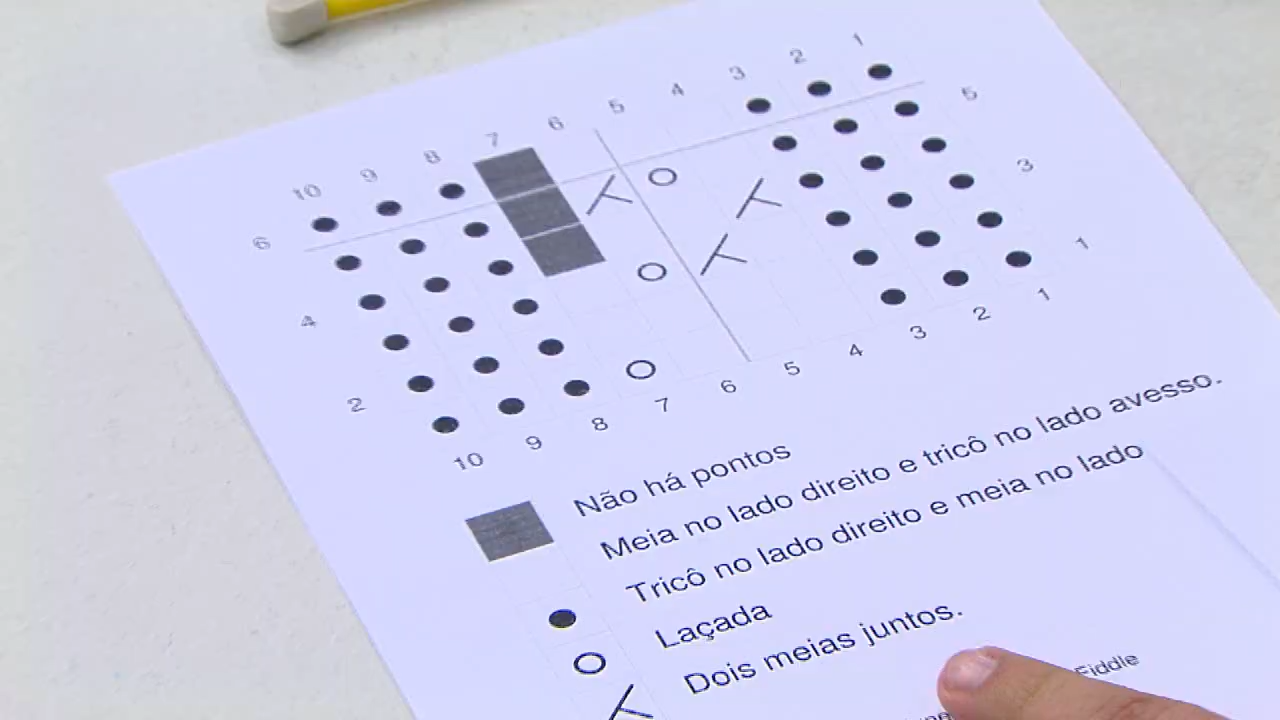 10 9 8 7 6 5 4 3 2 1
6
5
4
3
2
1
10 9 8 7 6 5 4 3 2 1
Não há pontos
Meia no lado direito e tricô no lado avesso.
Tricô no lado direito e meia no lado
Laçada
Dois meias juntos.
Fiddle